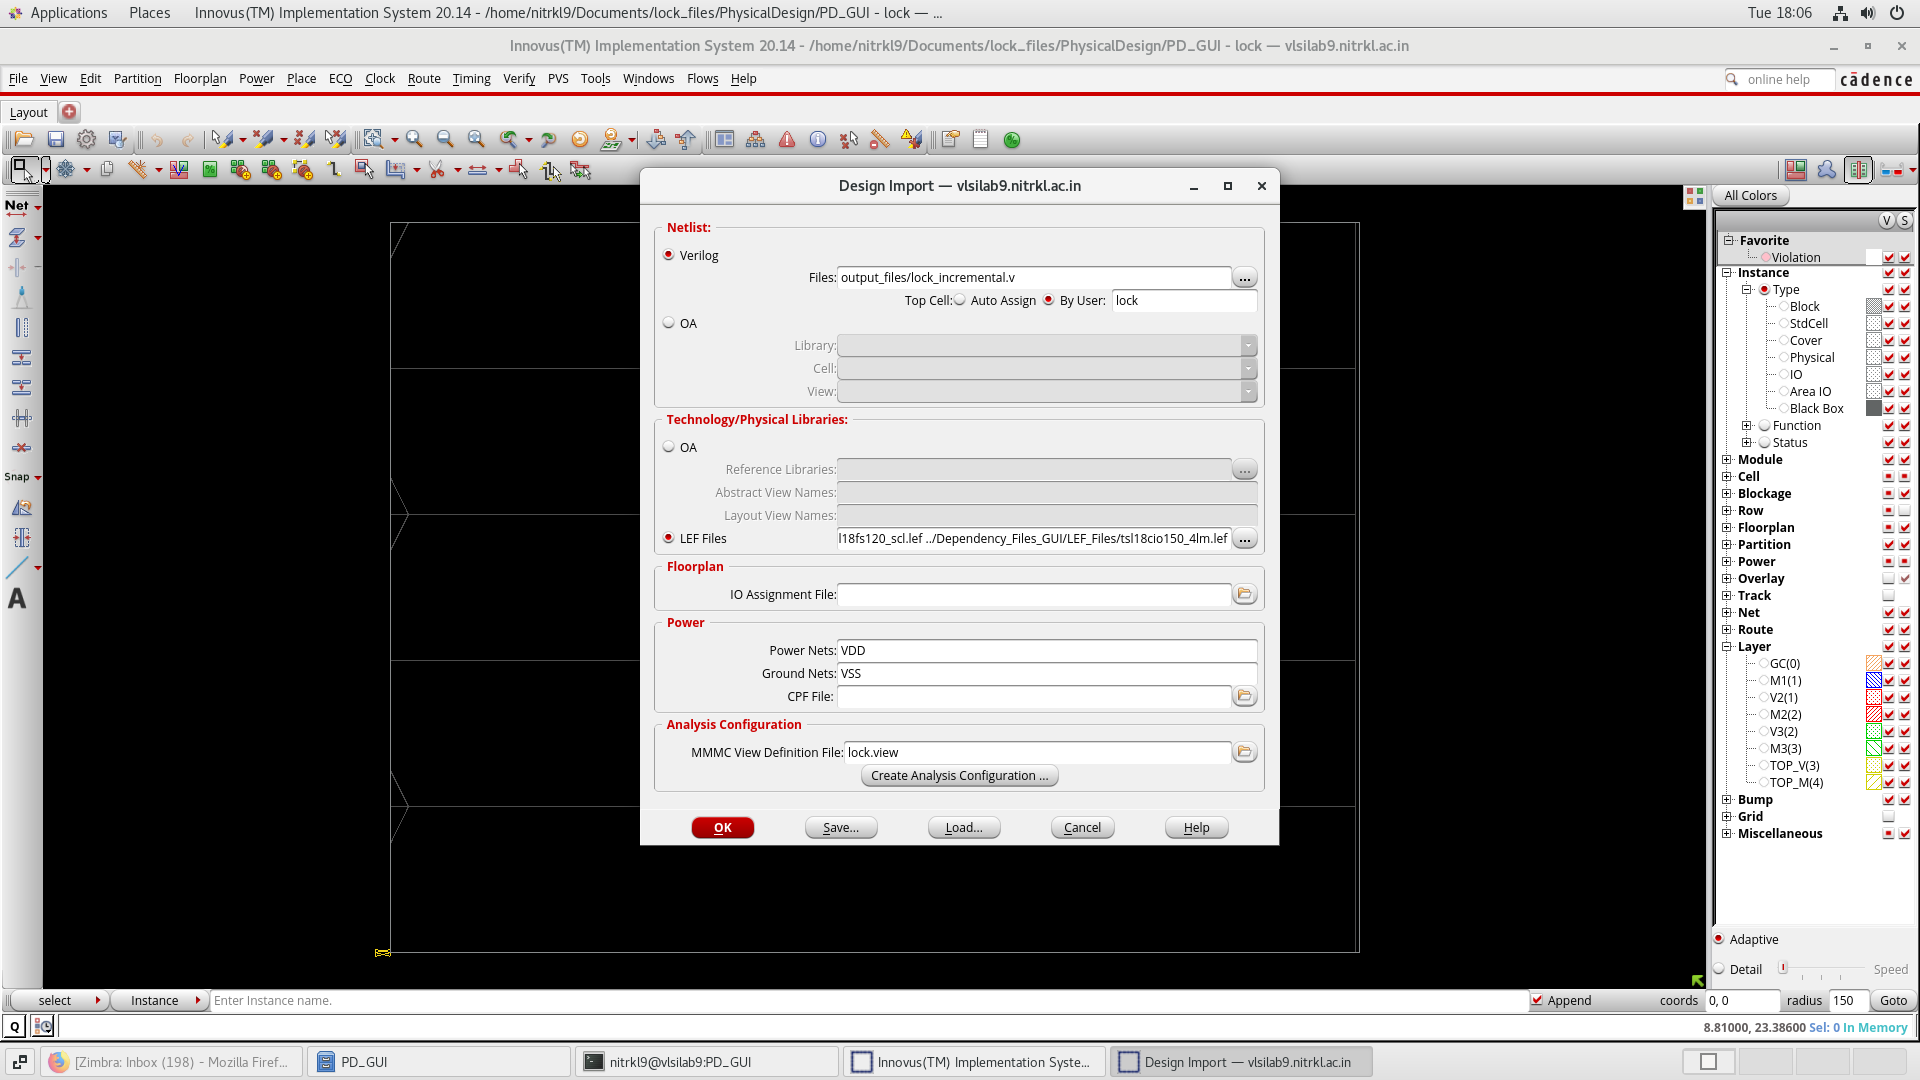 Applications Places Innovus(TM) Implementation System 20.14 - /home/nitrkl9/Documents/lock_files/PhysicalDesign/PD_GUI - lock — ... Tue 18:06
Innovus(TM) Implementation System 20.14 - /home/nitrkl9/Documents/lock_files/PhysicalDesign/PD_GUI - lock — vlsilab9.nitrkl.ac.in
File View Edit Partition Floorplan Power Place ECO Clock Route Timing Verify PVS Tools Windows Flows Help online help cādence
Layout
Design Import — vlsilab9.nitrkl.ac.in
Net
Snap
A
Netlist:
Verilog
Files: output_files/lock_incremental.v
Top Cell: Auto Assign By User: lock
OA
Library:
Cell:
View:
Technology/Physical Libraries:
OA
Reference Libraries:
Abstract View Names:
Layout View Names:
LEF Files l18fs120_scl.lef ../Dependency_Files_GUI/LEF_Files/tsl18cio150_4lm.lef
Floorplan
IO Assignment File:
Power
Power Nets: VDD
Ground Nets: VSS
CPF File:
Analysis Configuration
MMMC View Definition File: lock.view
Create Analysis Configuration ...
OK Save... Load... Cancel Help
All Colors
V S
Favorite
Violation
Instance
Type
Block
StdCell
Cover
Physical
IO
Area IO
Black Box
Function
Status
Module
Cell
Blockage
Row
Floorplan
Partition
Power
Overlay
Track
Net
Route
Layer
GC(0)
M1(1)
V2(1)
M2(2)
V3(2)
M3(3)
TOP_V(3)
TOP_M(4)
Bump
Grid
Miscellaneous
Adaptive
Detail Speed
select Instance Enter Instance name. Append coords 0, 0 radius 150 Goto
Q 8.81000, 23.38600 Sel: 0 In Memory
[Zimbra: Inbox (198) - Mozilla Firef... PD_GUI nitrkl9@vlsilab9:PD_GUI Innovus(TM) Implementation Syste... Design Import — vlsilab9.nitrkl.ac.in